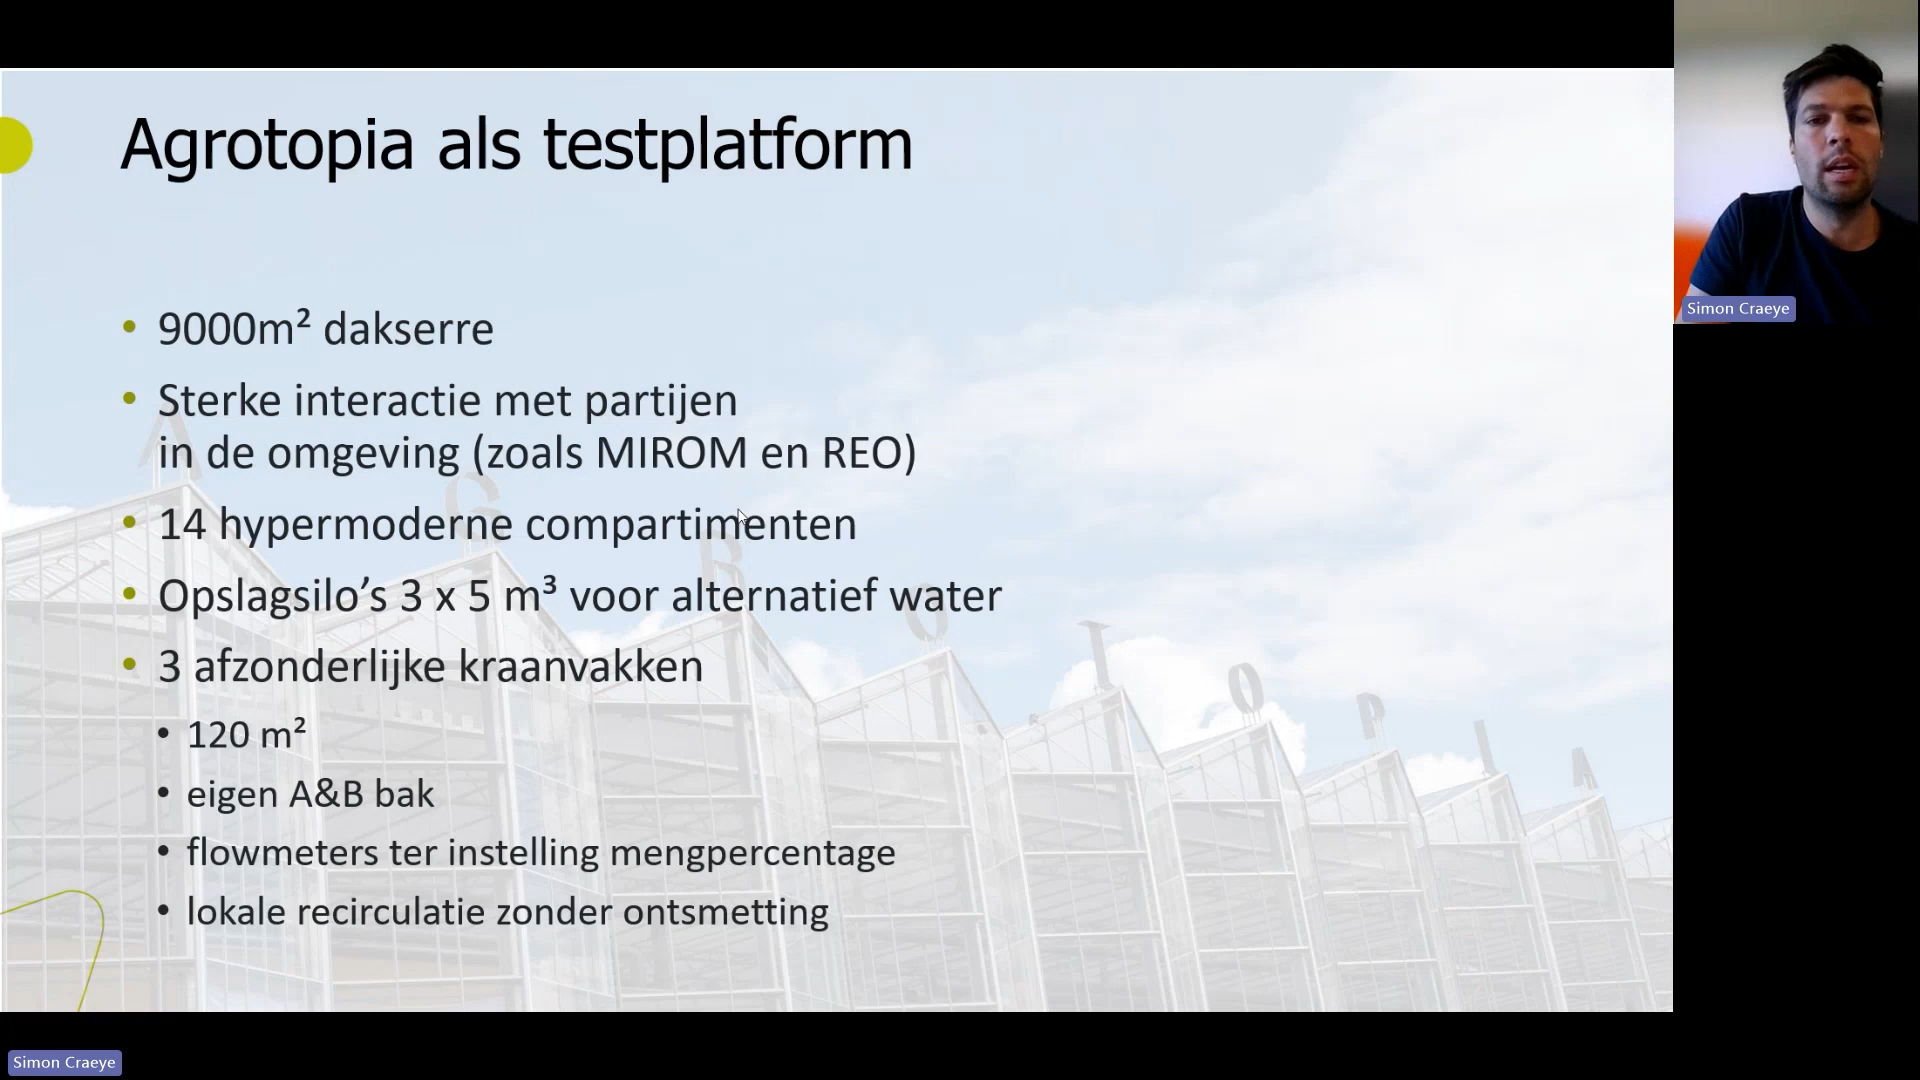 Agrotopia als testplatform
9000m² dakserre
Sterke interactie met partijen
in de omgeving (zoals MIROM en REO)
14 hypermoderne compartimenten
Opslagsilo’s 3 x 5 m³ voor alternatief water
3 afzonderlijke kraanvakken
120 m²
eigen A&B bak
flowmeters ter instelling mengpercentage
lokale recirculatie zonder ontsmetting
AGROTOPIA
Simon Craeye
Simon Craeye